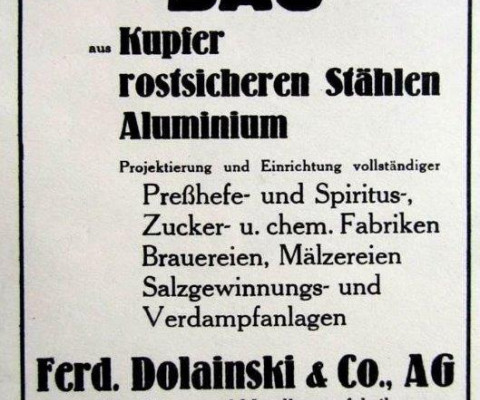 aus Kupfer
rostsicheren Stählen
Aluminium
Projektierung und Einrichtung vollständiger
Preßhefe- und Spiritus-,
Zucker- u. chem. Fabriken
Brauereien, Mälzereien
Salzgewinnungs- und
Verdampfanlagen
Ferd. Dolainski & Co., AG